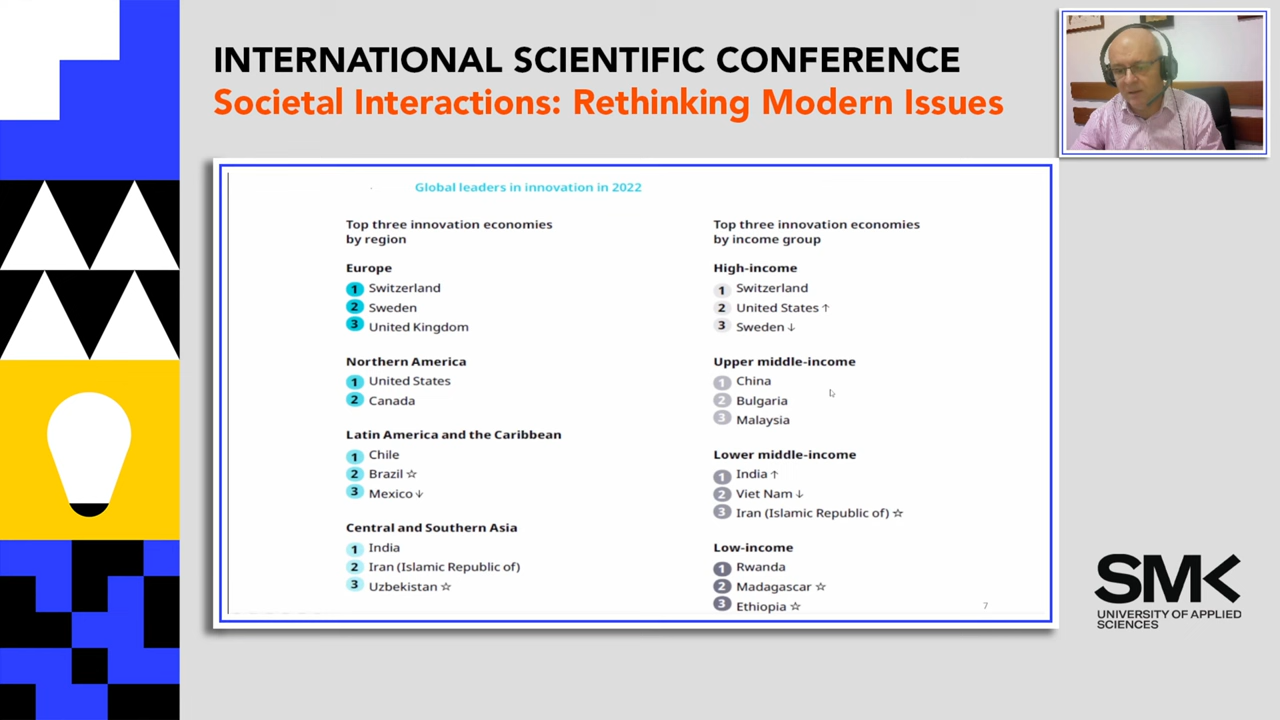 INTERNATIONAL SCIENTIFIC CONFERENCE
Societal Interactions: Rethinking Modern Issues
Global leaders in innovation in 2022
Top three innovation economies
by region
Europe
1 Switzerland
2 Sweden
3 United Kingdom
Northern America
1 United States
2 Canada
Latin America and the Caribbean
1 Chile
2 Brazil ☆
3 Mexico ↓
Central and Southern Asia
1 India
2 Iran (Islamic Republic of)
3 Uzbekistan ☆
Top three innovation economies
by income group
High-income
1 Switzerland
2 United States ↑
3 Sweden ↓
Upper middle-income
1 China
2 Bulgaria
3 Malaysia
Lower middle-income
1 India ↑
2 Viet Nam ↓
3 Iran (Islamic Republic of) ☆
Low-income
1 Rwanda
2 Madagascar ☆
3 Ethiopia ☆
7
SMK
UNIVERSITY OF APPLIED
SCIENCES